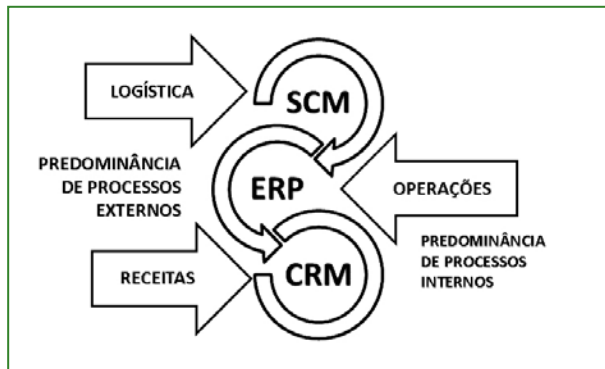 LOGÍSTICA
SCM
PREDOMINÂNCIA
DE PROCESSOS
EXTERNOS
ERP
OPERAÇÕES
PREDOMINÂNCIA
DE PROCESSOS
INTERNOS
RECEITAS
CRM